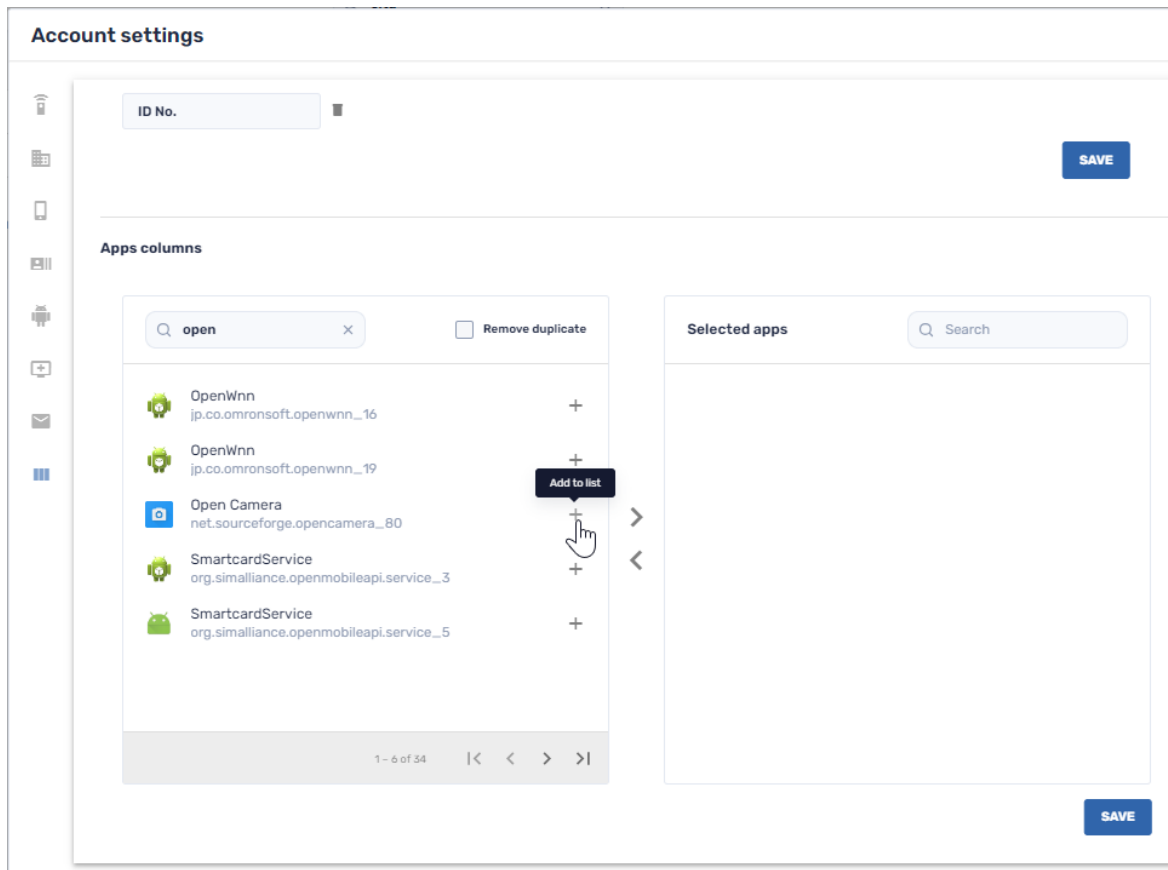 Account settings
ID No.
SAVE
Apps columns
open
Remove duplicate
OpenWnn
jp.co.omronsoft.openwnn_16
OpenWnn
jp.co.omronsoft.openwnn_19
Add to list
Open Camera
net.sourceforge.opencamera_80
SmartcardService
org.simalliance.openmobileapi.service_3
SmartcardService
org.simalliance.openmobileapi.service_5
1 – 6 of 34
Selected apps
Search
SAVE